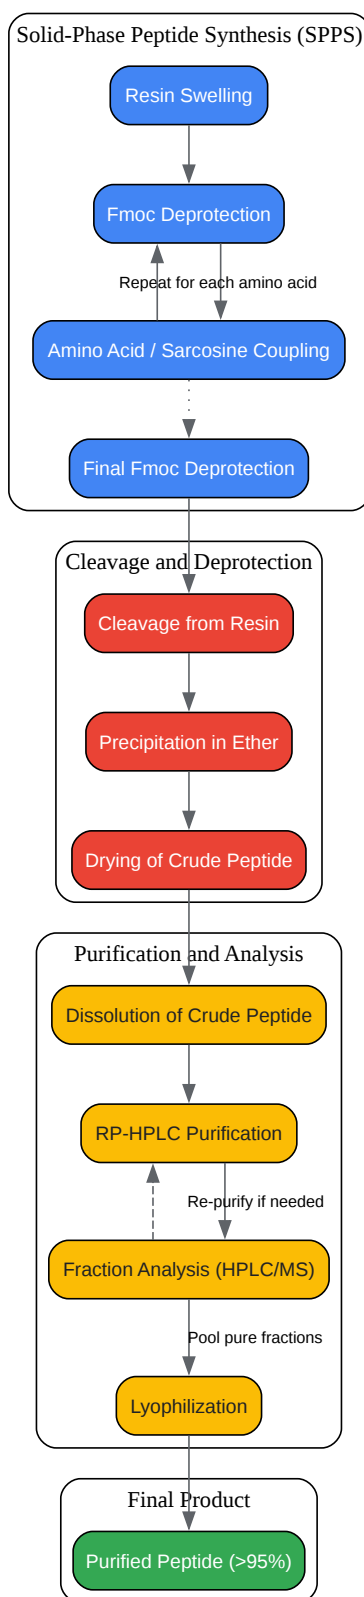 Solid-Phase Peptide Synthesis (SPPS)
Resin Swelling
Fmoc Deprotection
Repeat for each amino acid
Amino Acid / Sarcosine Coupling
Final Fmoc Deprotection
Cleavage and Deprotection
Cleavage from Resin
Precipitation in Ether
Drying of Crude Peptide
Purification and Analysis
Dissolution of Crude Peptide
RP-HPLC Purification
Re-purify if needed
Fraction Analysis (HPLC/MS)
Pool pure fractions
Lyophilization
Final Product
Purified Peptide (>95%)